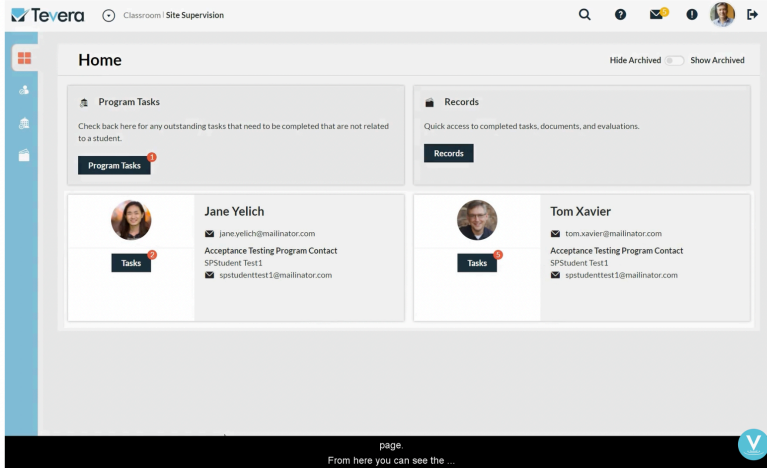 Tevera
Classroom | Site Supervision
Home
Hide Archived
Show Archived
Program Tasks
Check back here for any outstanding tasks that need to be completed that are not related
to a student.
Program Tasks
Records
Quick access to completed tasks, documents, and evaluations.
Records
Jane Yelich
jane.yelich@mailinator.com
Acceptance Testing Program Contact
SPStudent Test1
spstudenttest1@mailinator.com
Tasks
2
Tom Xavier
tom.xavier@mailinator.com
Acceptance Testing Program Contact
SPStudent Test1
spstudenttest1@mailinator.com
Tasks
5
page.
From here you can see the ...